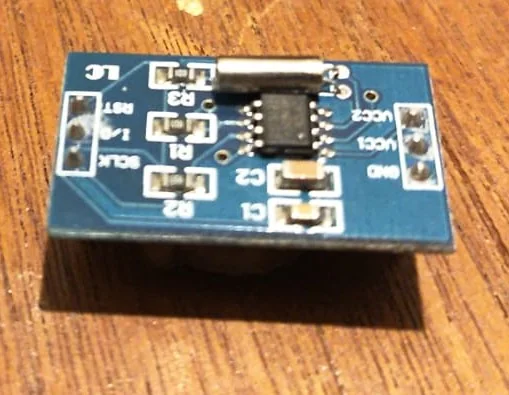 LC
RST
I/O
SCLK
R3
R1
R2
C2
C1
VCC2
VCC1
GND